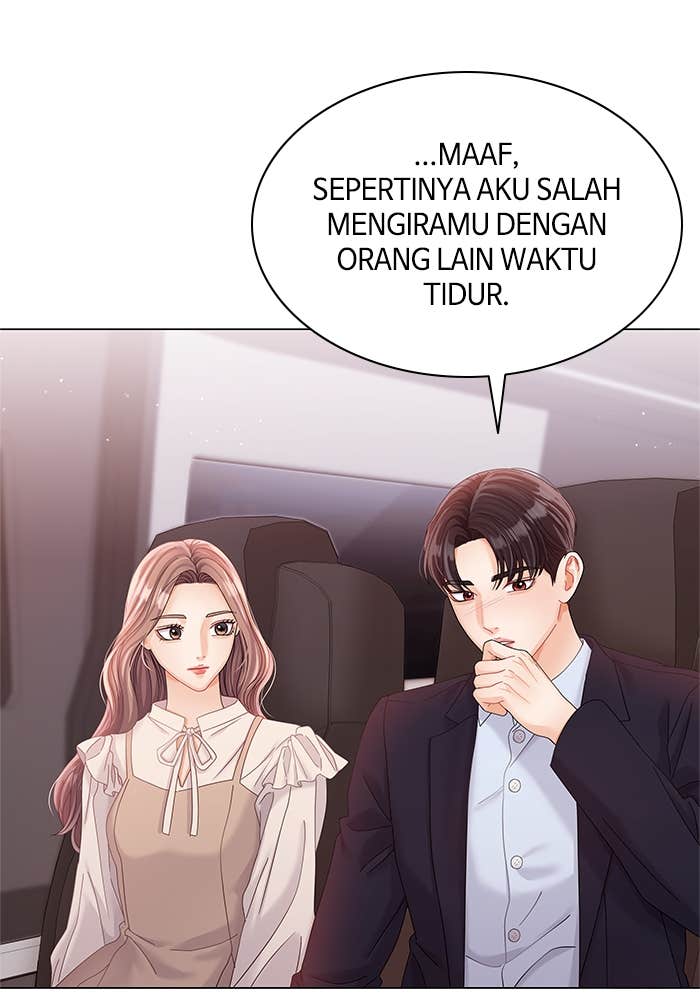 ...MAAF,
SEPERTINYA AKU SALAH
MENGIRAMU DENGAN
ORANG LAIN WAKTU
TIDUR.